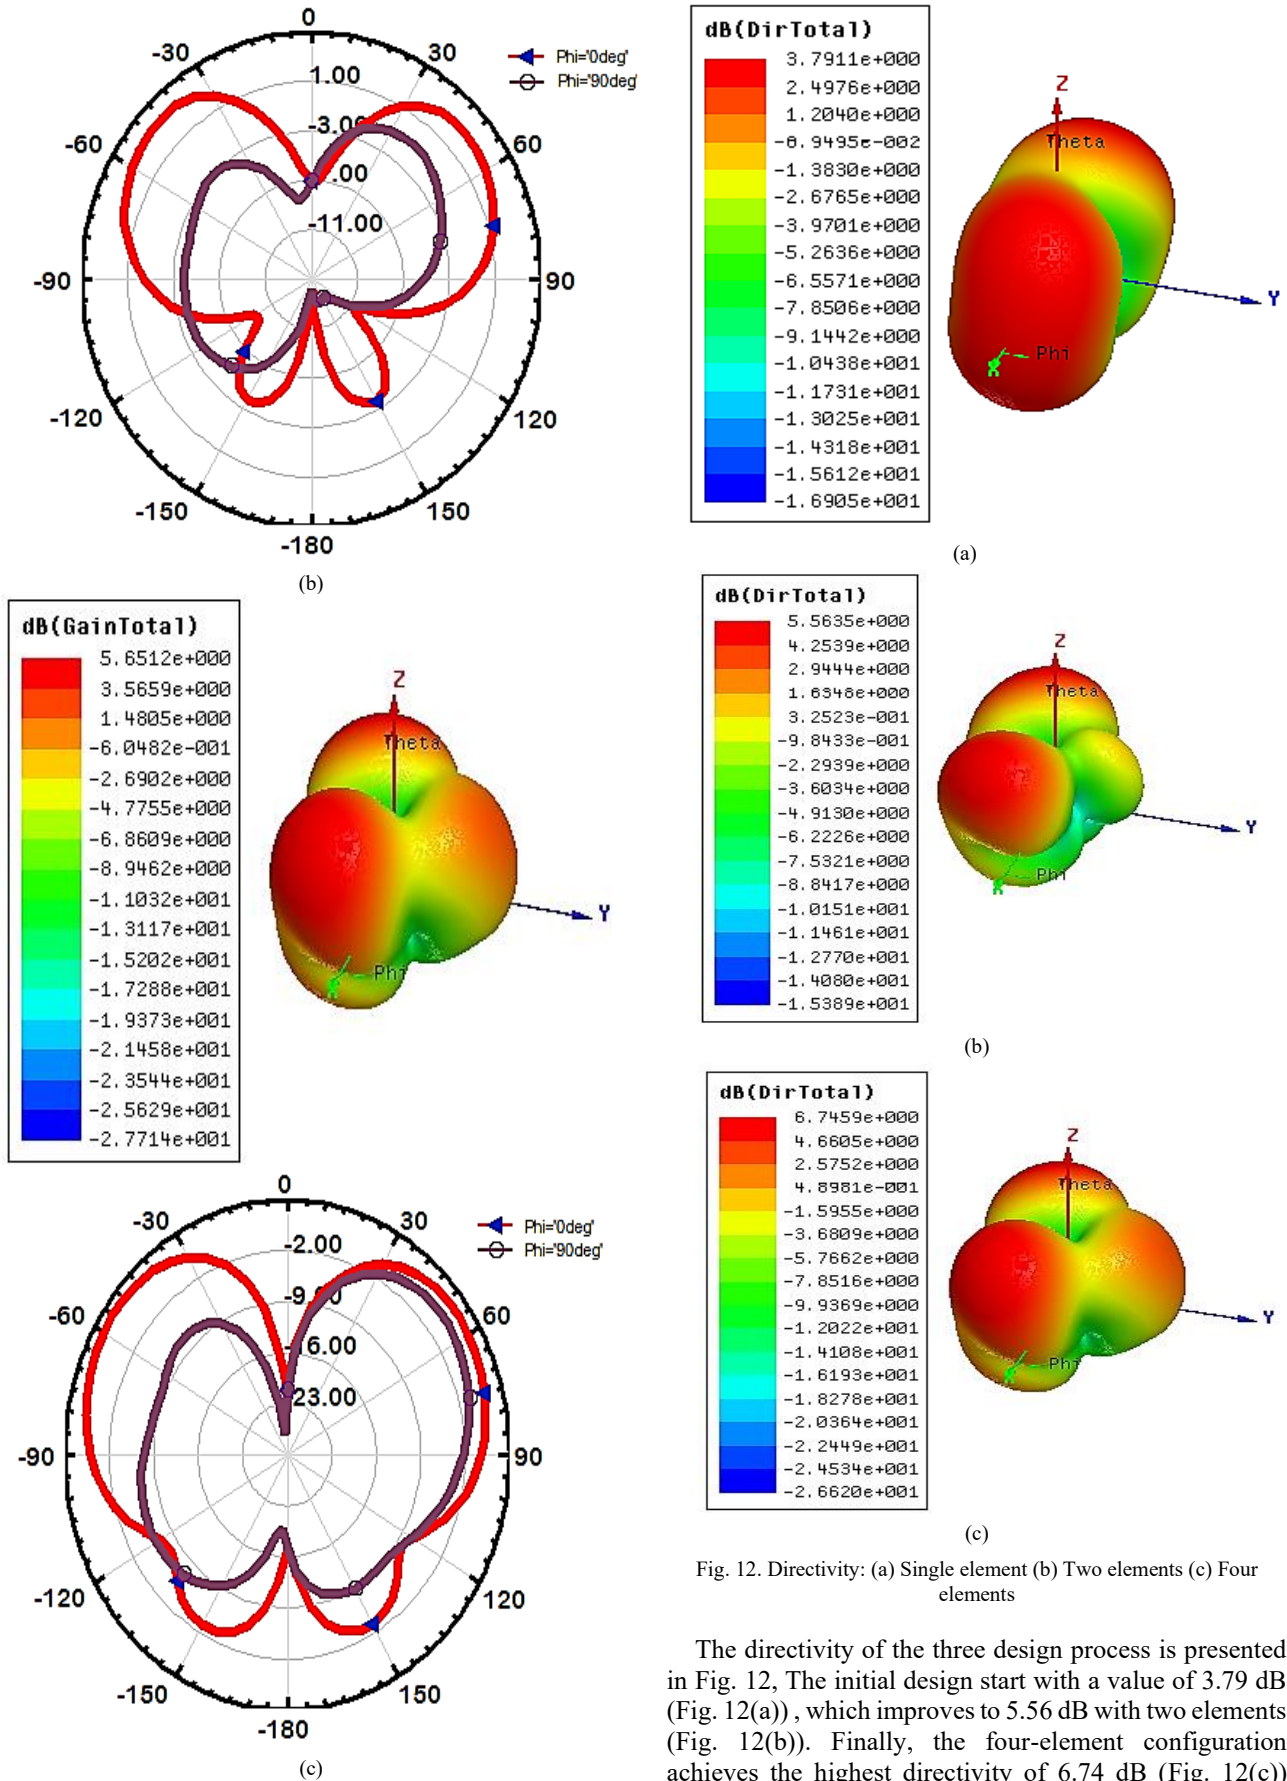 0
-30
30
1.00
-60
-3.00
60
.00
-11.00
-90
90
-120
120
-150
150
-180
Phi='0deg'
Phi='90deg'
(b)
dB(GainTotal)
5.6512e+000
3.5659e+000
1.4805e+000
-6.0482e-001
-2.6902e+000
-4.7755e+000
-6.8609e+000
-8.9462e+000
-1.1032e+001
-1.3117e+001
-1.5202e+001
-1.7288e+001
-1.9373e+001
-2.1458e+001
-2.3544e+001
-2.5629e+001
-2.7714e+001
Z
Theta
Y
Phi
0
-30
30
-2.00
-60
60
6.00
23.00
-90
90
-120
120
-150
150
-180
Phi='0deg'
Phi='90deg'
(c)
dB(DirTotal)
3.7911e+000
2.4976e+000
1.2040e+000
-8.9495e-002
-1.3830e+000
-2.6765e+000
-3.9701e+000
-5.2636e+000
-6.5571e+000
-7.8506e+000
-9.1442e+000
-1.0438e+001
-1.1731e+001
-1.3025e+001
-1.4318e+001
-1.5612e+001
-1.6905e+001
Z
Theta
Y
Phi
(a)
dB(DirTotal)
5.5635e+000
4.2539e+000
2.9444e+000
1.6348e+000
3.2523e-001
-9.8433e-001
-2.2939e+000
-3.6034e+000
-4.9130e+000
-6.2226e+000
-7.5321e+000
-8.8417e+000
-1.0151e+001
-1.1461e+001
-1.2770e+001
-1.4080e+001
-1.5389e+001
Z
Theta
Y
Phi
(b)
dB(DirTotal)
6.7459e+000
4.6605e+000
2.5752e+000
4.8981e-001
-1.5955e+000
-3.6809e+000
-5.7662e+000
-7.8516e+000
-9.9369e+000
-1.2022e+001
-1.4108e+001
-1.6193e+001
-1.8278e+001
-2.0364e+001
-2.2449e+001
-2.4534e+001
-2.6620e+001
Z
Theta
Y
Phi
(c)
Fig. 12. Directivity: (a) Single element (b) Two elements (c) Four
elements
The directivity of the three design process is presented
in Fig. 12, The initial design start with a value of 3.79 dB
(Fig. 12(a)) , which improves to 5.56 dB with two elements
(Fig. 12(b)). Finally, the four-element configuration
achieves the highest directivity of 6.74 dB (Fig. 12(c))